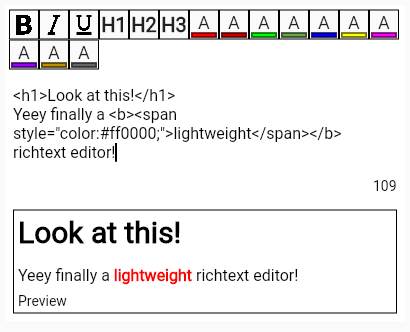 B I U H1 H2 H3 A A A A A A A
A A A
<h1>Look at this!</h1>
Yeey finally a <b><span
style="color:#ff0000;">lightweight</span></b>
richtext editor!
109
Look at this!
Yeey finally a lightweight richtext editor!
Preview